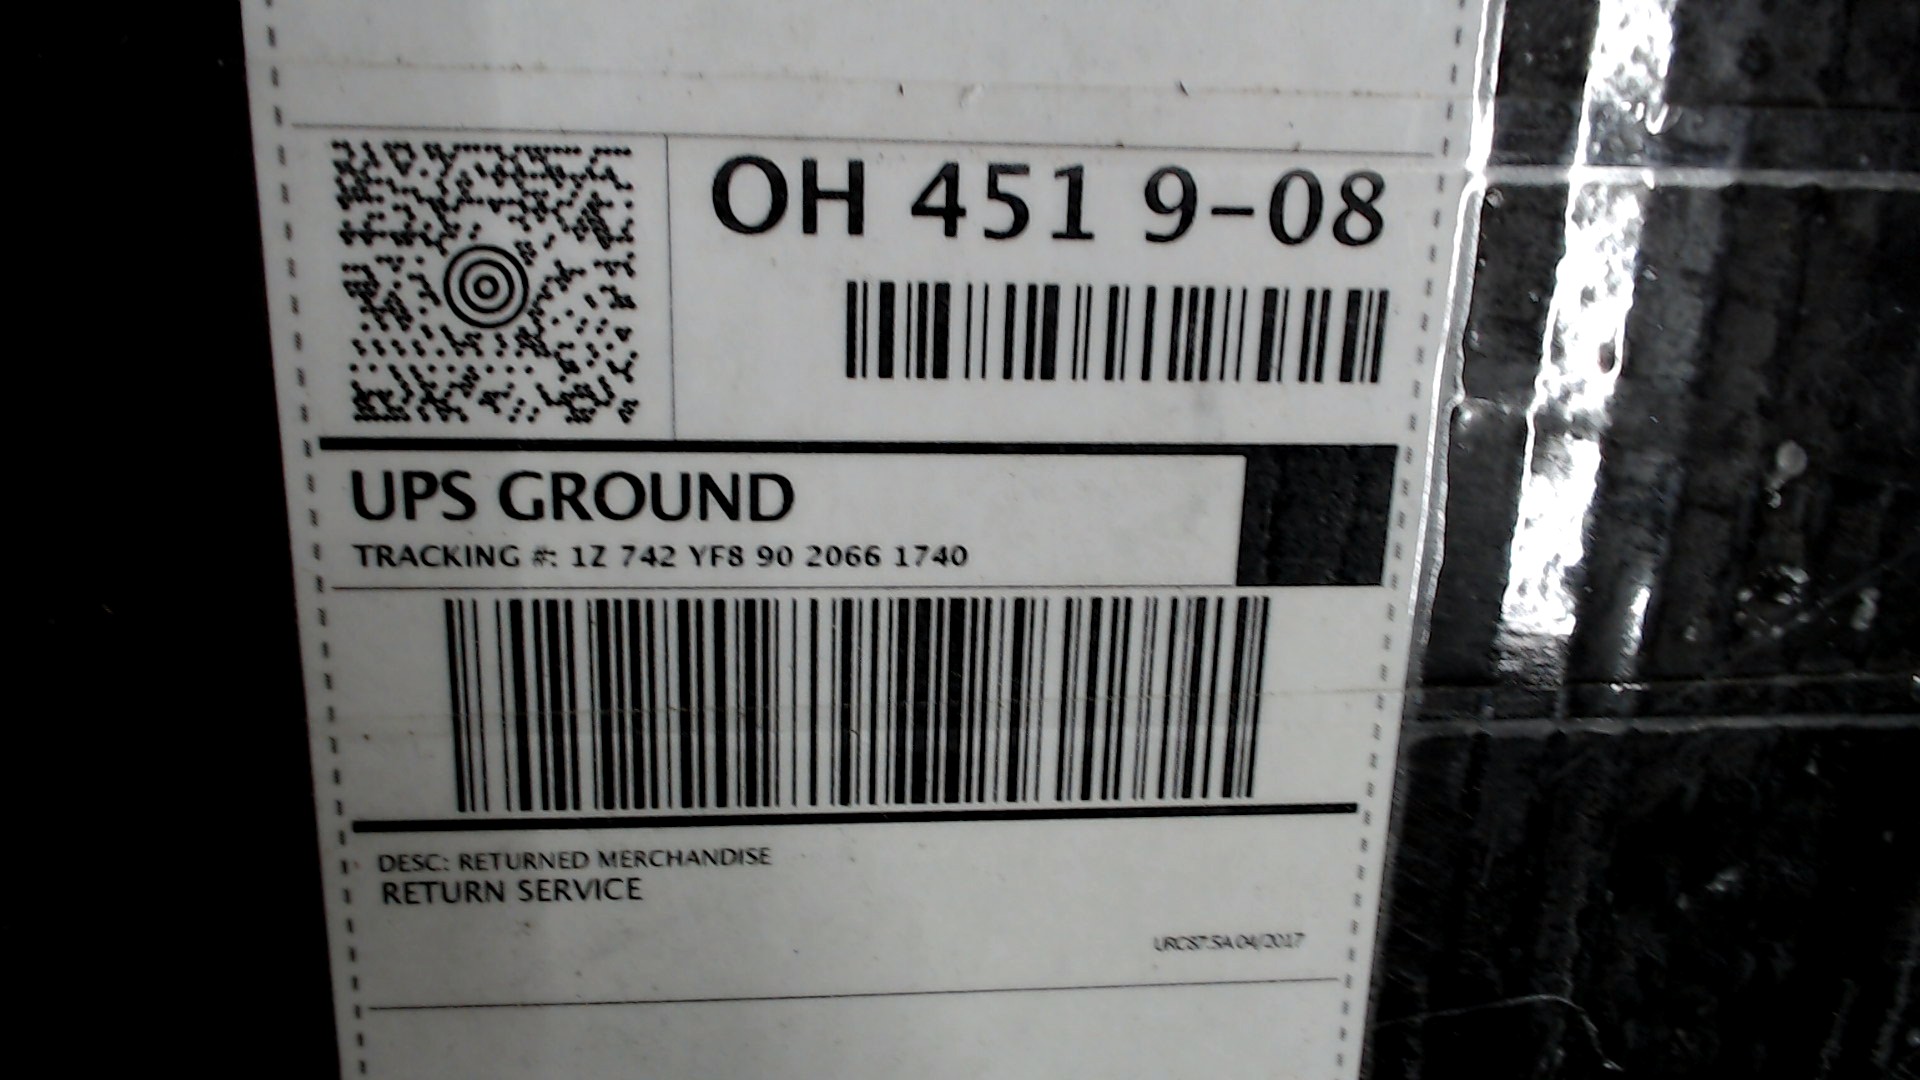 OH 451 9-08
UPS GROUND
TRACKING #: 1Z 742 YF8 90 2066 1740
DESC: RETURNED MERCHANDISE
RETURN SERVICE
URC87.5A 04/2017